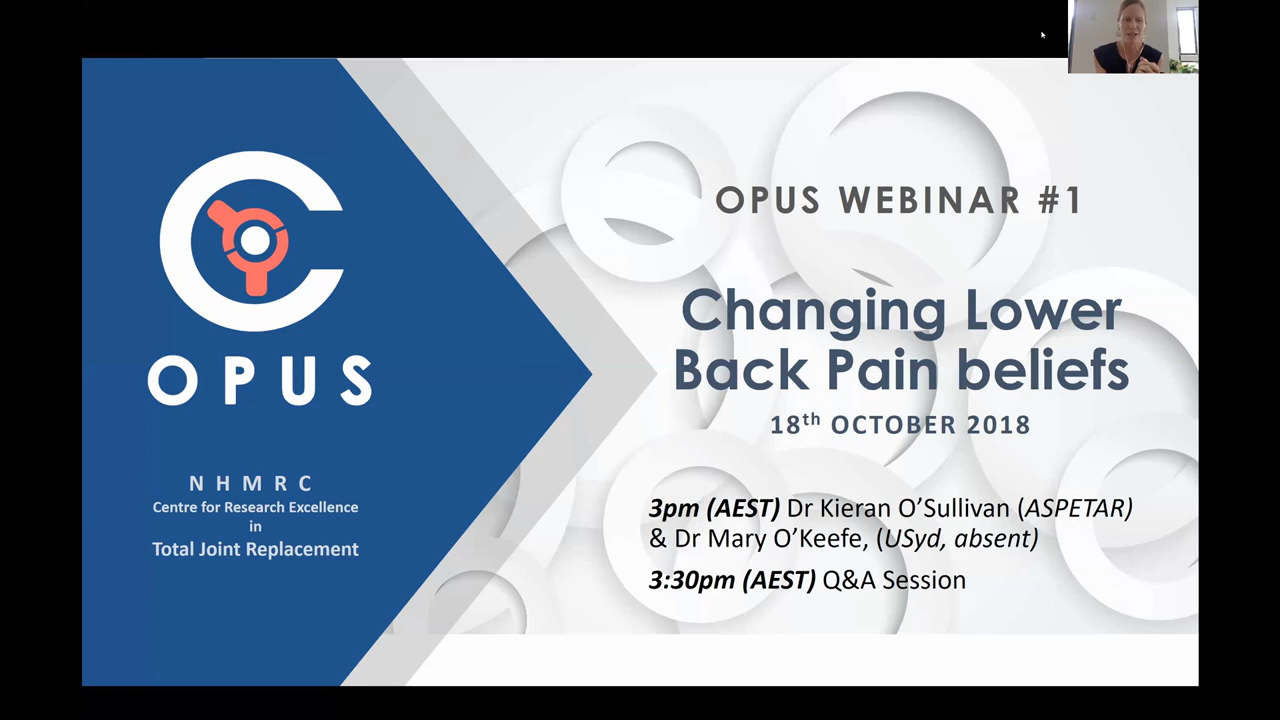 OPUS
NHMRC
Centre for Research Excellence
in
Total Joint Replacement
OPUS WEBINAR #1
Changing Lower
Back Pain beliefs
18th OCTOBER 2018
3pm (AEST) Dr Kieran O’Sullivan (ASPETAR)
& Dr Mary O’Keefe, (USyd, absent)
3:30pm (AEST) Q&A Session